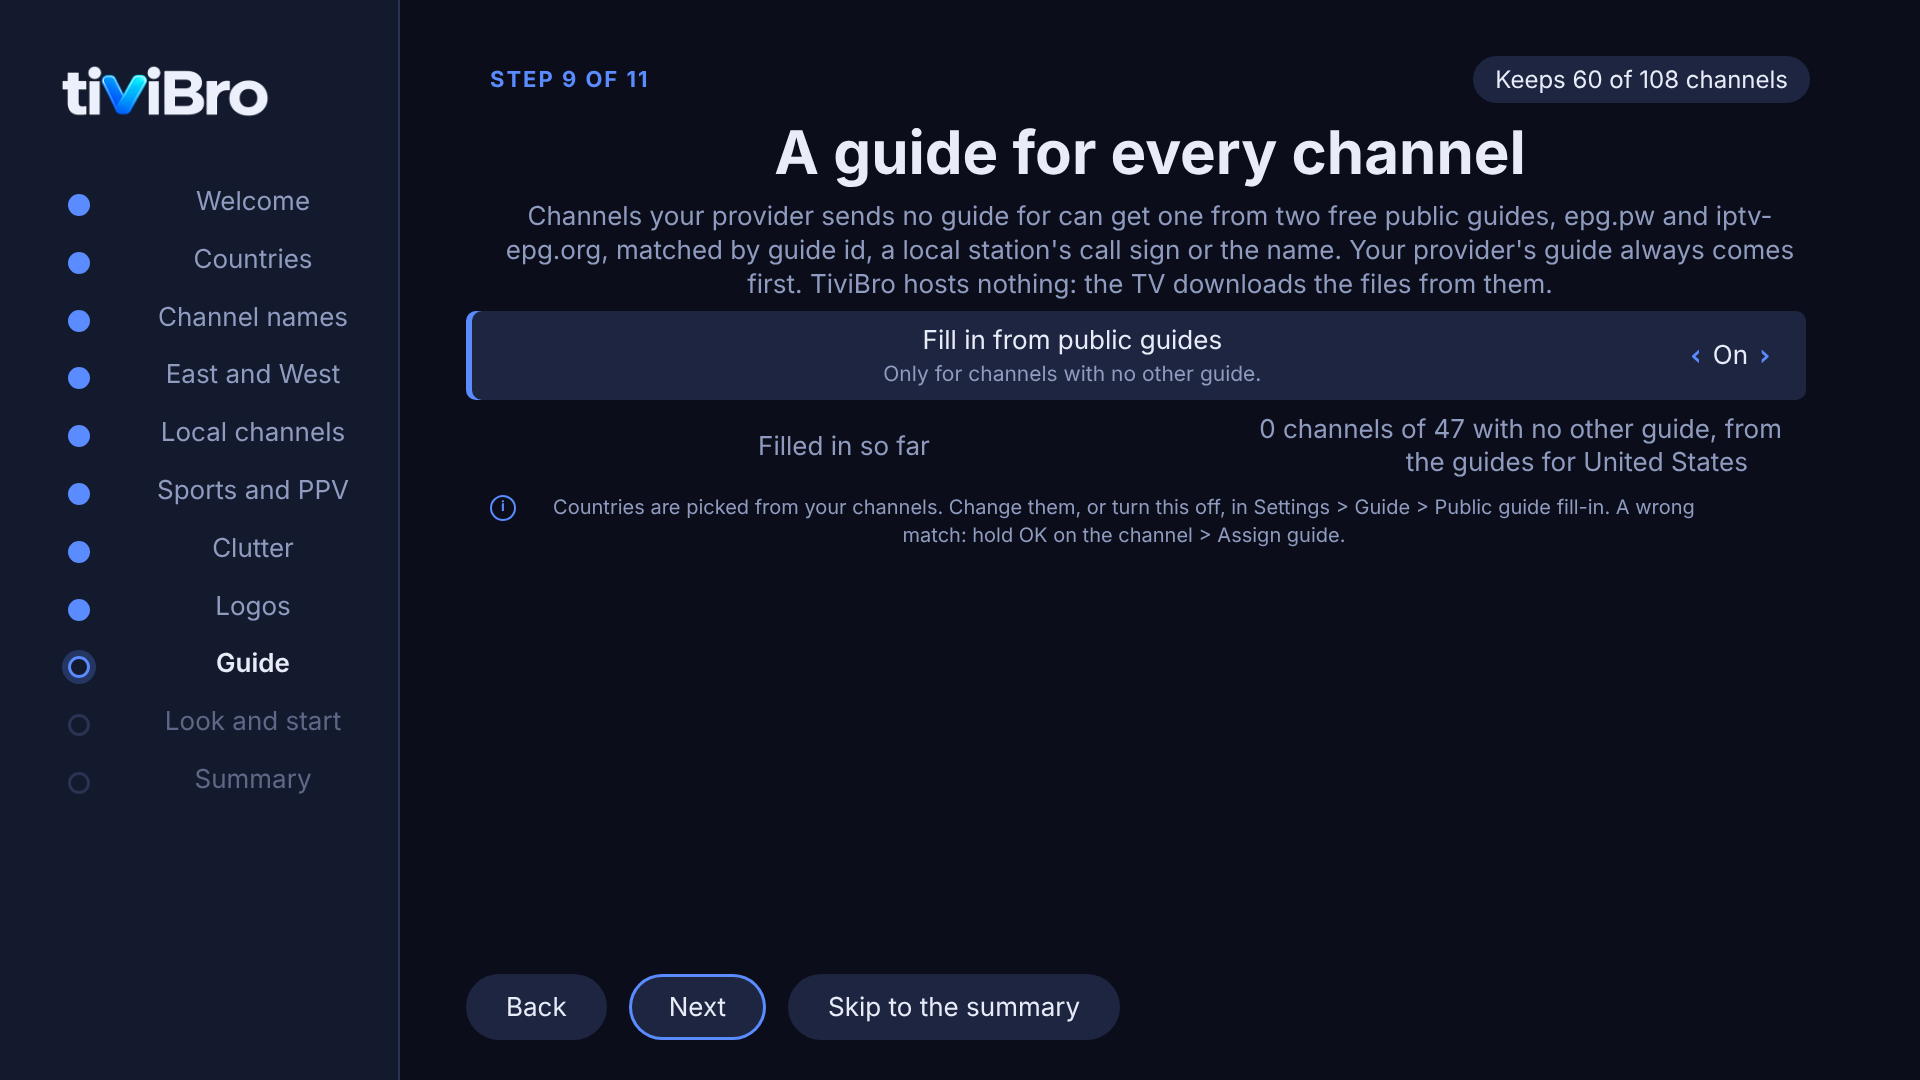 tiviBro
Welcome
Countries
Channel names
East and West
Local channels
Sports and PPV
Clutter
Logos
Guide
Look and start
Summary
STEP 9 OF 11
Keeps 60 of 108 channels
A guide for every channel
Channels your provider sends no guide for can get one from two free public guides, epg.pw and iptv-
epg.org, matched by guide id, a local station's call sign or the name. Your provider's guide always comes
first. TiviBro hosts nothing: the TV downloads the files from them.
Fill in from public guides
Only for channels with no other guide.
‹ On ›
Filled in so far
0 channels of 47 with no other guide, from
the guides for United States
Countries are picked from your channels. Change them, or turn this off, in Settings > Guide > Public guide fill-in. A wrong
match: hold OK on the channel > Assign guide.
Back
Next
Skip to the summary